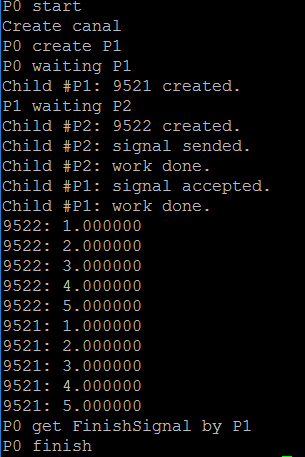 P0 start
Create canal
P0 create P1
P0 waiting P1
Child #P1: 9521 created.
P1 waiting P2
Child #P2: 9522 created.
Child #P2: signal sended.
Child #P2: work done.
Child #P1: signal accepted.
Child #P1: work done.
9522: 1.000000
9522: 2.000000
9522: 3.000000
9522: 4.000000
9522: 5.000000
9521: 1.000000
9521: 2.000000
9521: 3.000000
9521: 4.000000
9521: 5.000000
P0 get FinishSignal by P1
P0 finish